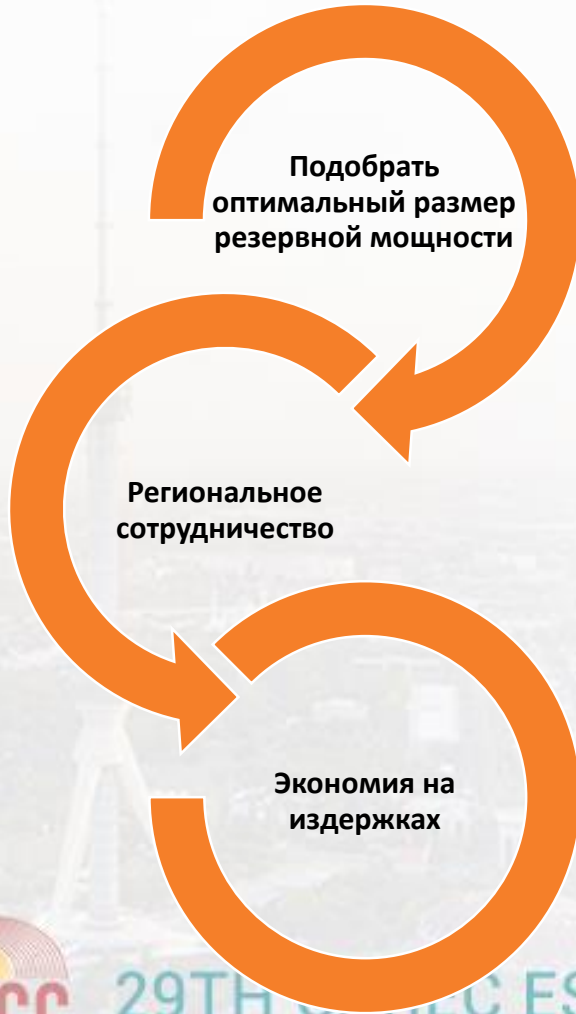 Подобрать
оптимальный размер
резервной мощности
Региональное
сотрудничество
Экономия на
издержках
29TH